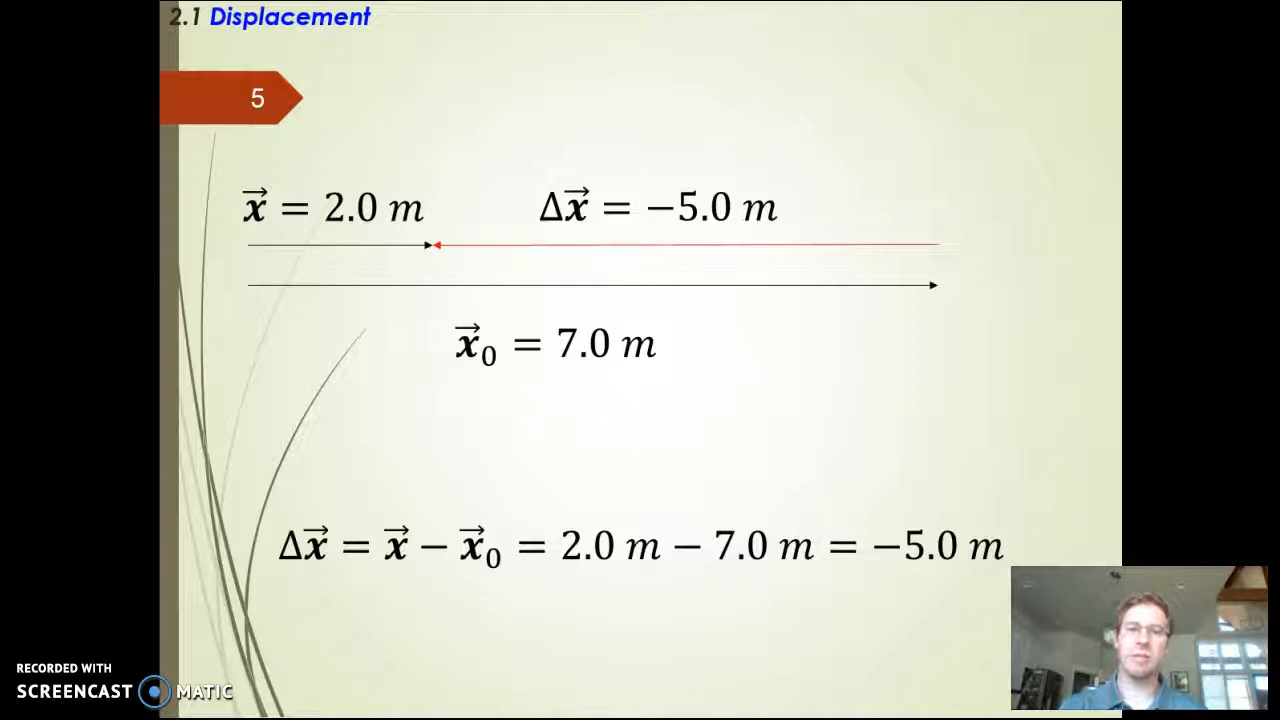 2.1 Displacement
5
x⃗ = 2.0 m
Δx⃗ = −5.0 m
x⃗₀ = 7.0 m
Δx⃗ = x⃗ − x⃗₀ = 2.0 m − 7.0 m = −5.0 m
RECORDED WITH
SCREENCAST MATIC